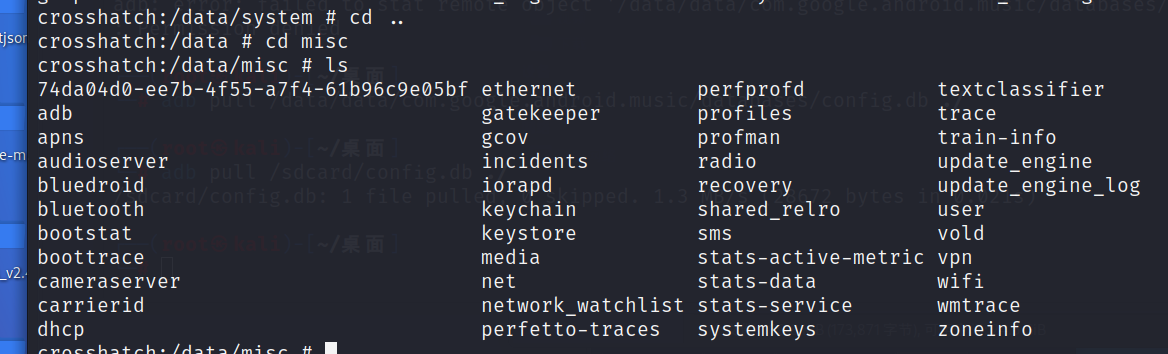 crosshatch:/data/system # cd ..
crosshatch:/data # cd misc
crosshatch:/data/misc # ls
74da04d0-ee7b-4f55-a7f4-61b96c9e05bf ethernet perfprofd textclassifier
adb gatekeeper profiles trace
apns gcov profman train-info
audioserver incidents radio update_engine
bluedroid iorapd recovery update_engine_log
bluetooth keychain shared_relro user
bootstat keystore sms vold
boottrace media stats-active-metric vpn
cameraserver net stats-data wifi
carrierid network_watchlist stats-service wmtrace
dhcp perfetto-traces systemkeys zoneinfo
crosshatch:/data/misc #
tjson
e-m
_v2.4